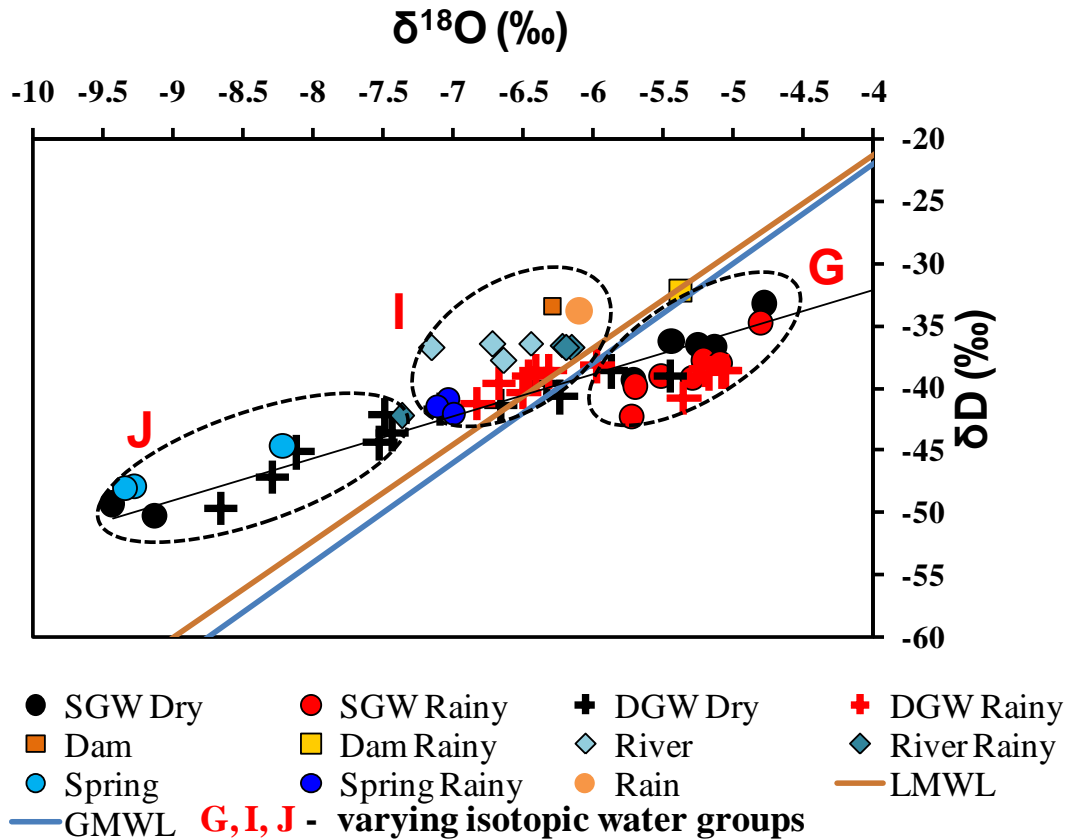 δ¹⁸O (‰)
-10 -9.5 -9 -8.5 -8 -7.5 -7 -6.5 -6 -5.5 -5 -4.5 -4
-20
-25
-30
-35
-40
-45
-50
-55
-60
δD (‰)
G
I
J
SGW Dry SGW Rainy DGW Dry DGW Rainy
Dam Dam Rainy River River Rainy
Spring Spring Rainy Rain LMWL
GMWL G, I, J - varying isotopic water groups